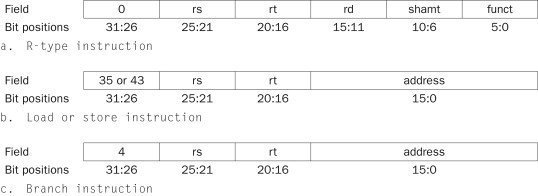 Field 0 rs rt rd shamt funct
Bit positions 31:26 25:21 20:16 15:11 10:6 5:0
a. R-type instruction
Field 35 or 43 rs rt address
Bit positions 31:26 25:21 20:16 15:0
b. Load or store instruction
Field 4 rs rt address
Bit positions 31:26 25:21 20:16 15:0
c. Branch instruction